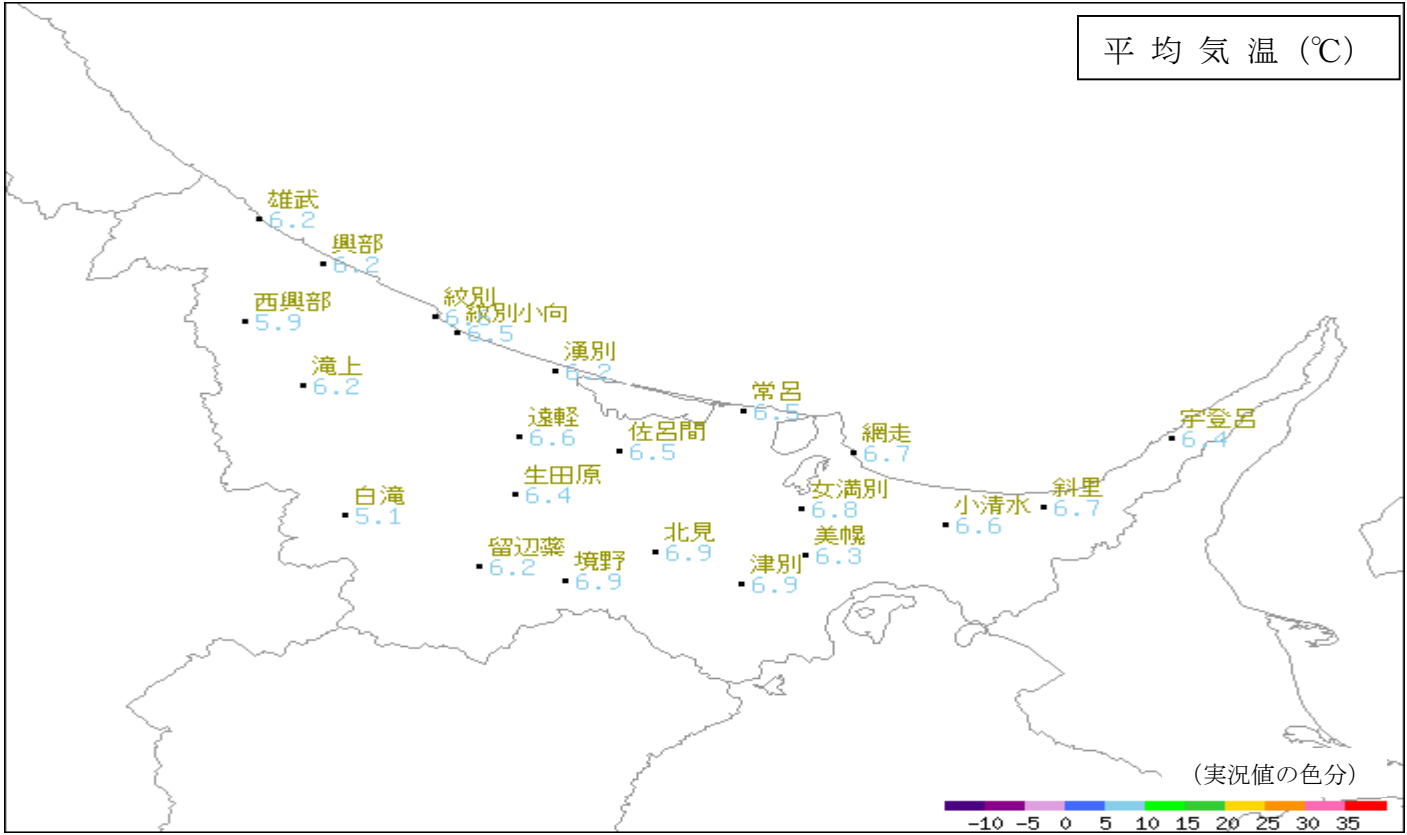 平均気温(℃)
雄武
6.2
興部
6.2
西興部
5.9
紋別
紋別小向
6.5
滝上
6.2
湧別
6.2
常呂
6.5
遠軽
6.6
佐呂間
6.5
網走
6.7
宇登呂
6.4
生田原
6.4
白滝
5.1
女満別
6.8
小清水
6.6
斜里
6.7
留辺蘂
6.2
境野
6.9
北見
6.9
美幌
6.3
津別
6.9
(実況値の色分)
-10 -5 0 5 10 15 20 25 30 35